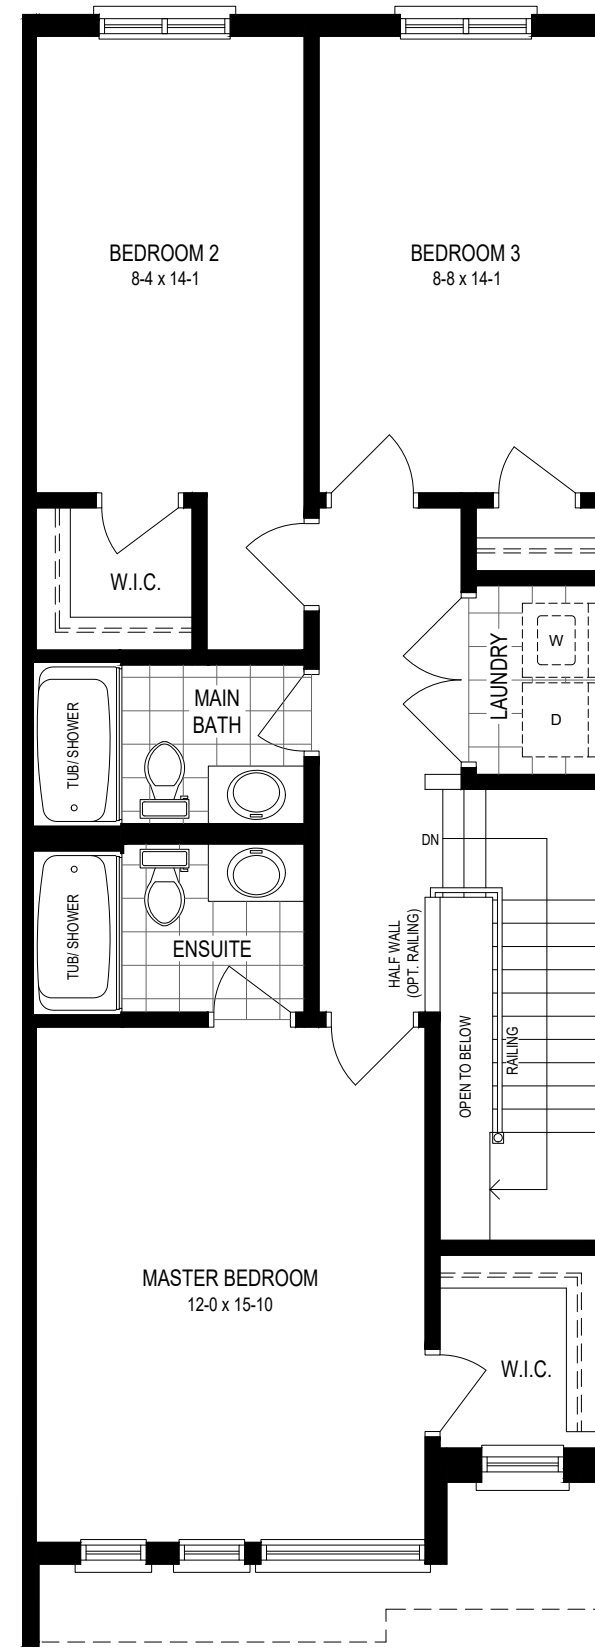 BEDROOM 2
8-4 x 14-1
BEDROOM 3
8-8 x 14-1
W.I.C.
LAUNDRY
W
D
MAIN
BATH
TUB/ SHOWER
DN
TUB/ SHOWER
ENSUITE
HALF WALL
(OPT. RAILING)
OPEN TO BELOW
RAILING
MASTER BEDROOM
12-0 x 15-10
W.I.C.